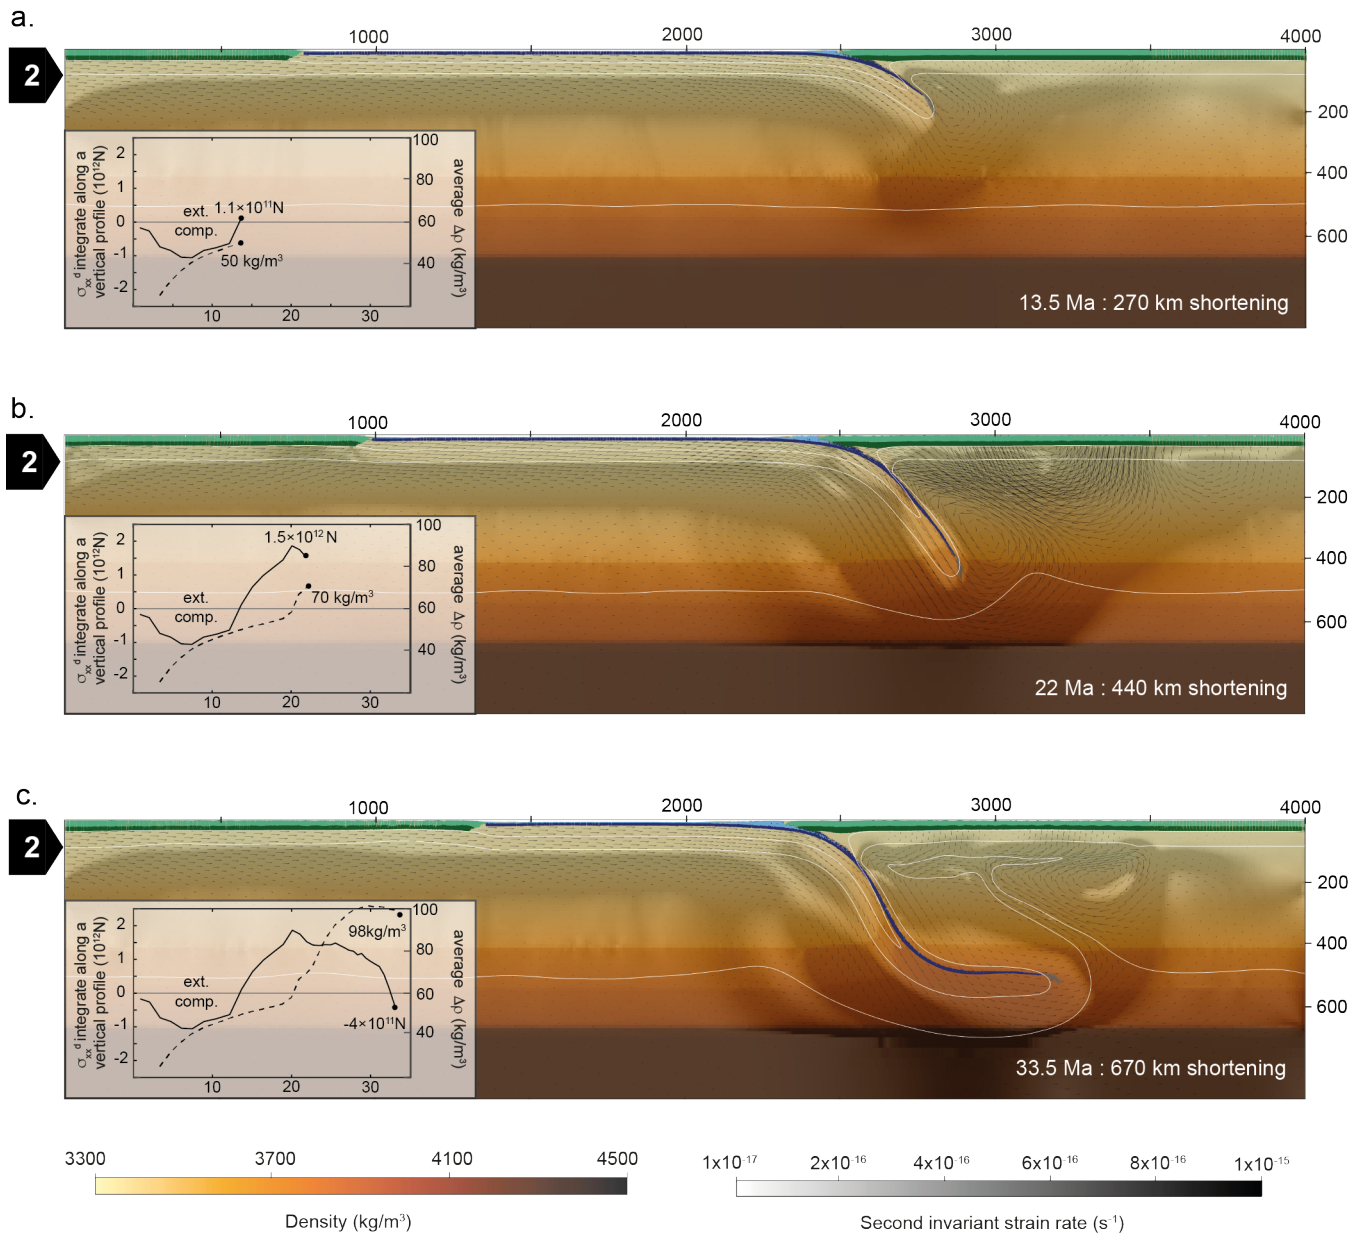 a.
1000 2000 3000 4000
2
200
400
600
σxxᵈ integrate along a
vertical profile (10¹²N)
2
1
0
-1
-2
ext.
comp.
1.1×10¹¹N
50 kg/m³
100
80
60
40
average Δρ (kg/m³)
10 20 30
13.5 Ma : 270 km shortening
b.
1000 2000 3000 4000
2
200
400
600
σxxᵈ integrate along a
vertical profile (10¹²N)
2
1
0
-1
-2
1.5×10¹² N
ext.
comp.
70 kg/m³
100
80
60
40
average Δρ (kg/m³)
10 20 30
22 Ma : 440 km shortening
c.
1000 2000 3000 4000
2
200
400
600
σxxᵈ integrate along a
vertical profile (10¹²N)
2
1
0
-1
-2
98kg/m³
ext.
comp.
-4×10¹¹N
100
80
60
40
average Δρ (kg/m³)
10 20 30
33.5 Ma : 670 km shortening
3300 3700 4100 4500
Density (kg/m³)
1x10⁻¹⁷ 2x10⁻¹⁶ 4x10⁻¹⁶ 6x10⁻¹⁶ 8x10⁻¹⁶ 1x10⁻¹⁵
Second invariant strain rate (s⁻¹)